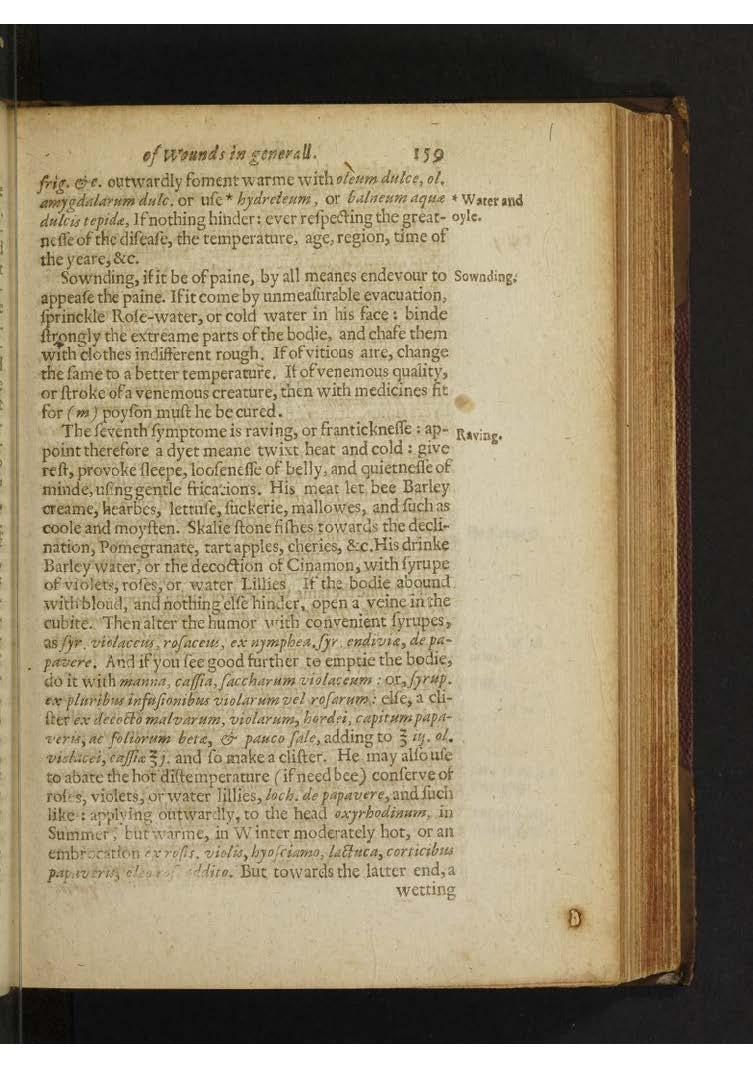 of Wounds in generall. 159
frig. &c. outwardly foment warme with oleum dulce, ol.
amygdalarum dulc. or uſe * hydreleum, or balneum aquæ * Water and
dulcis tepidæ, If nothing hinder: ever reſpecting the great- oyle.
neſſe of the diſeaſe, the temperature, age, region, time of
the yeare, &c.
Sownding, if it be of paine, by all meanes endevour to Sownding.
appeaſe the paine. If it come by unmeaſurable evacuation,
ſprinckle Roſe-water, or cold water in his face: binde
ſtrongly the extreame parts of the bodie, and chafe them
with clothes indifferent rough. If of vitious aire, change
the ſame to a better temperature. If of venemous quality,
or ſtroke of a venemous creature, then with medicines fit
for (m) poyſon muſt he be cured.
The ſeventh ſymptome is raving, or frantickneſſe: ap- Raving.
point therefore a dyet meane twixt heat and cold: give
reſt, provoke ſleepe, looſeneſſe of belly, and quietneſſe of
minde, uſing gentle frications. His meat let bee Barley
creame, hearbes, lettuſe, ſuckerie, mallowes, and ſuch as
coole and moyſten. Skalie ſtone fiſhes towards the decli-
nation, Pomegranate, tart apples, cheries, &c. His drinke
Barley water, or the decoction of Cinamon, with ſyrupe
of violets, roſes, or water Lillies. If the bodie abound
with bloud, and nothing elſe hinder, open a veine in the
cubite. Then alter the humor with convenient ſyrupes,
as ſyr. violaceus, roſaceus, ex nymphea. ſyr. endiviæ, de pa-
pavere. And if you ſee good further to emptie the bodie,
do it with manna, caſſia, ſaccharum violaceum: or, ſyrup.
ex pluribus infuſionibus violarum vel roſarum: elſe, a cli-
ſter ex decocto malvarum, violarum, hordei, capitum papa-
veris, ac foliorum betæ, & pauco ſale, adding to ℥ iij. ol.
violacei, caſſiæ ℥ j. and ſo make a cliſter. He may alſo uſe
to abate the hot diſtemperature (if need bee) conſerve of
roſes, violets, or water lillies, loch. de papavere, and ſuch
like: applying outwardly, to the head oxyrhodinum, in
Summer, but warme, in Winter moderately hot, or an
embrocation ex roſis, violis, hyoſciamo, lactuca, corticibus
papaveris, oleo roſ. addito. But towards the latter end, a
wetting